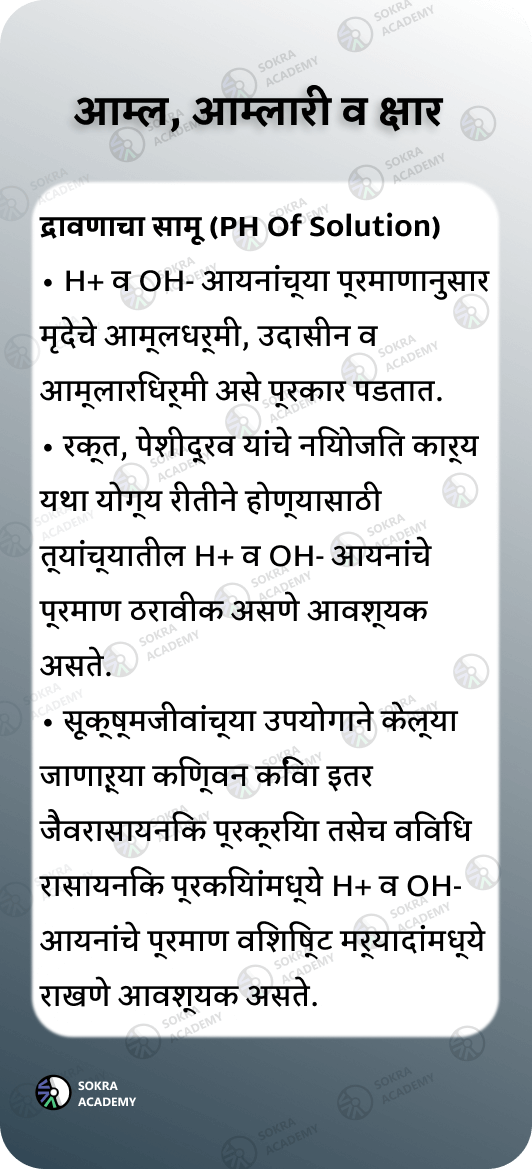 आम्ल, आम्लारी व क्षार
द्रावणाचा सामू (PH Of Solution)
• H+ व OH- आयनांच्या प्रमाणानुसार
मृदेचे आम्लधर्मी, उदासीन व
आम्लारिधर्मी असे प्रकार पडतात.
• रक्त, पेशीद्रव यांचे नियोजित कार्य
यथा योग्य रीतीने होण्यासाठी
त्यांच्यातील H+ व OH- आयनांचे
प्रमाण ठरावीक असणे आवश्यक
असते.
• सूक्ष्मजीवांच्या उपयोगाने केल्या
जाणाऱ्या किण्वन किंवा इतर
जैवरासायनिक प्रक्रिया तसेच विविध
रासायनिक प्रकियांमध्ये H+ व OH-
आयनांचे प्रमाण विशिष्टि मर्यादांमध्ये
राखणे आवश्यक असते.
SOKRA
ACADEMY